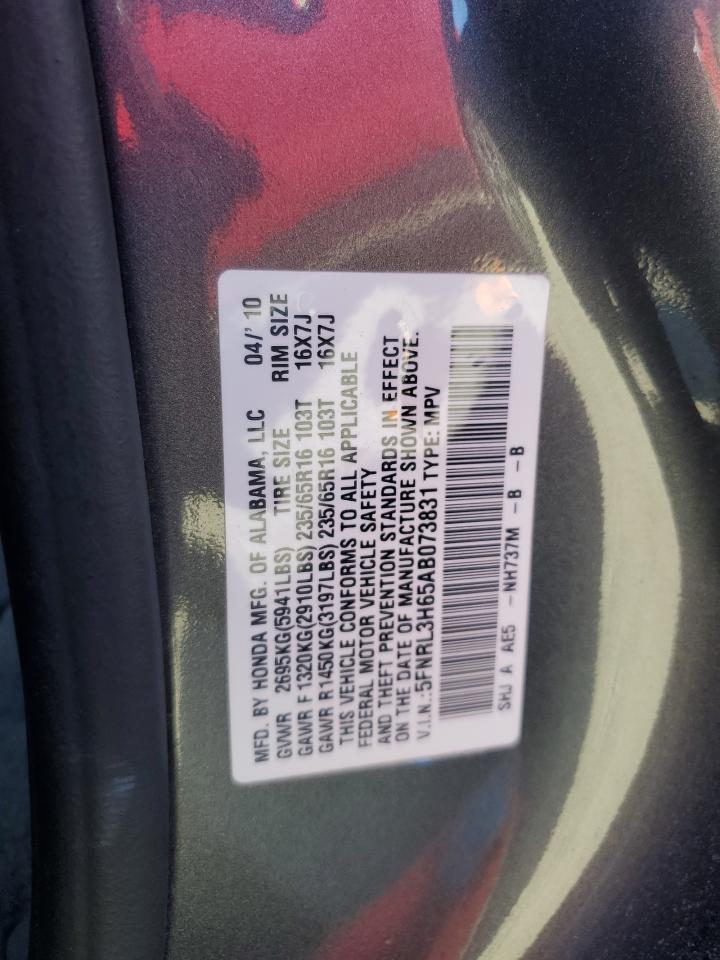 MFD. BY HONDA MFG. OF ALABAMA, LLC 04/'10
GVWR 2695KG(5941LBS) TIRE SIZE RIM SIZE
GAWR F 1320KG(2910LBS) 235/65R16 103T 16X7J
GAWR R 1450KG(3197LBS) 235/65R16 103T 16X7J
THIS VEHICLE CONFORMS TO ALL APPLICABLE
FEDERAL MOTOR VEHICLE SAFETY
AND THEFT PREVENTION STANDARDS IN EFFECT
ON THE DATE OF MANUFACTURE SHOWN ABOVE.
V.I.N.:5FNRL3H65AB073831 TYPE: MPV
SHJ A AE5 -NH737M -B -B